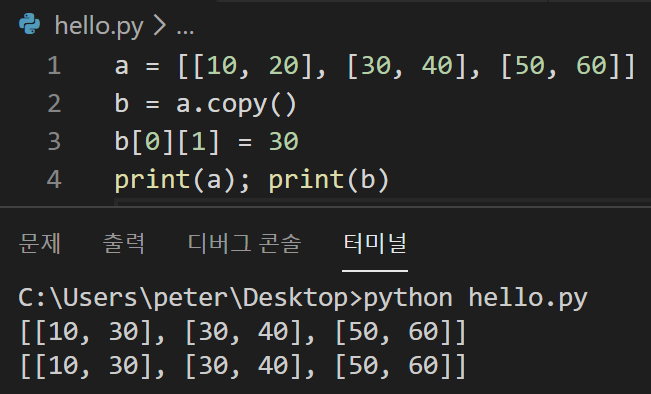 hello.py > ...
1 a = [[10, 20], [30, 40], [50, 60]]
2 b = a.copy()
3 b[0][1] = 30
4 print(a); print(b)
문제 출력 디버그 콘솔 터미널
C:\Users\peter\Desktop>python hello.py
[[10, 30], [30, 40], [50, 60]]
[[10, 30], [30, 40], [50, 60]]